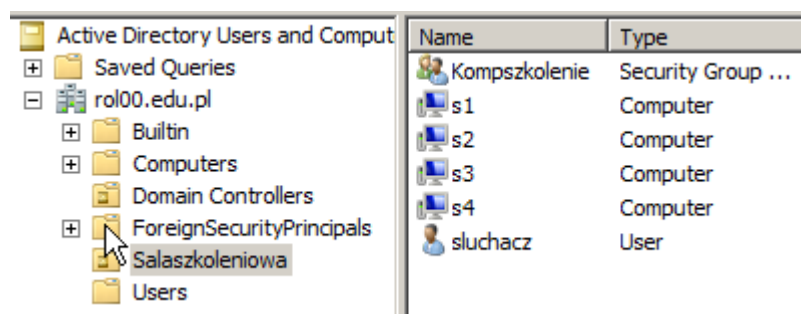 Active Directory Users and Comput
Saved Queries
rol00.edu.pl
Builtin
Computers
Domain Controllers
ForeignSecurityPrincipals
Salaszkoleniowa
Users
Name Type
Kompszkolenie Security Group ...
s1 Computer
s2 Computer
s3 Computer
s4 Computer
sluchacz User